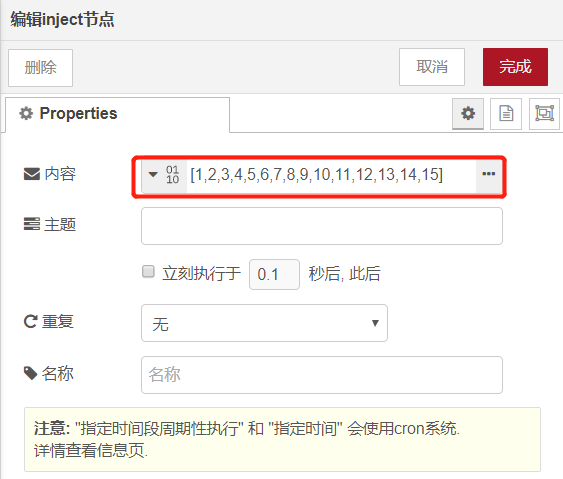 编辑inject节点
删除
取消
完成
Properties
内容
01
10
[1,2,3,4,5,6,7,8,9,10,11,12,13,14,15]
主题
立刻执行于 0.1 秒后, 此后
重复
无
名称
名称
注意: "指定时间段周期性执行" 和 "指定时间" 会使用cron系统.
详情查看信息页.